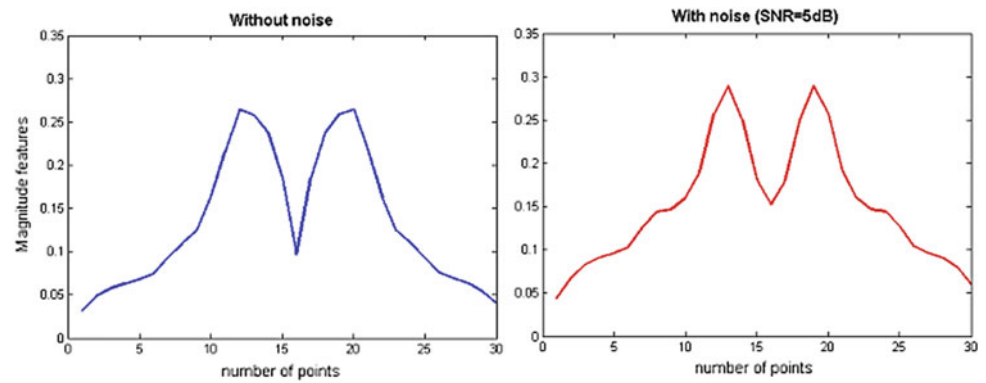 Without noise
0.35
0.3
0.25
0.2
0.15
0.1
0.05
0
Magnitude features
0 5 10 15 20 25 30
number of points
With noise (SNR=5dB)
0.35
0.3
0.25
0.2
0.15
0.1
0.05
0
0 5 10 15 20 25 30
number of points